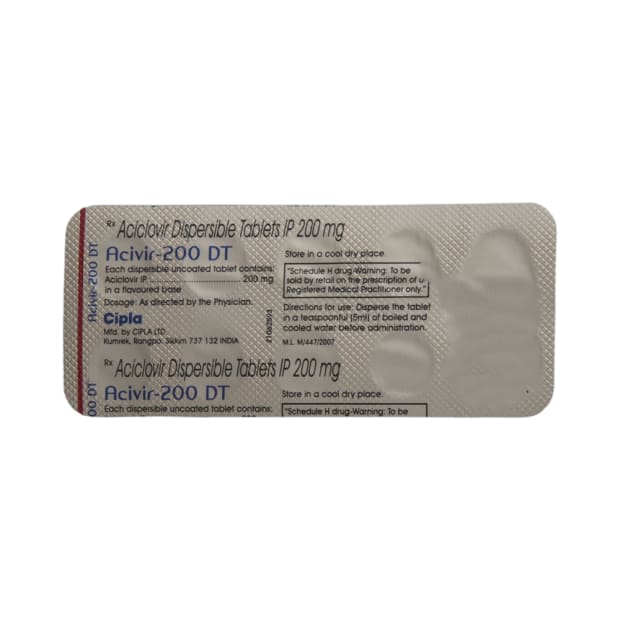 Rx Aciclovir Dispersible Tablets IP 200 mg
Acivir-200 DT
Each dispersible uncoated tablet contains:
Aciclovir IP ........................... 200 mg
in a flavoured base
Dosage: As directed by the Physician.
Cipla
Mfd. by CIPLA LTD.
Kumrek, Rangpo, Sikkim 737 132 INDIA
Store in a cool dry place.
"Schedule H drug-Warning: To be
sold by retail on the prescription of a
Registered Medical Practitioner only."
Directions for use: Disperse the tablet
in a teaspoonful (5ml) of boiled and
cooled water before administration.
M.L. M/447/2007
Acivir-200 DT
Rx Aciclovir Dispersible Tablets IP 200 mg
Acivir-200 DT
Each dispersible uncoated tablet contains:
Store in a cool dry place.
"Schedule H drug-Warning: To be
00 DT